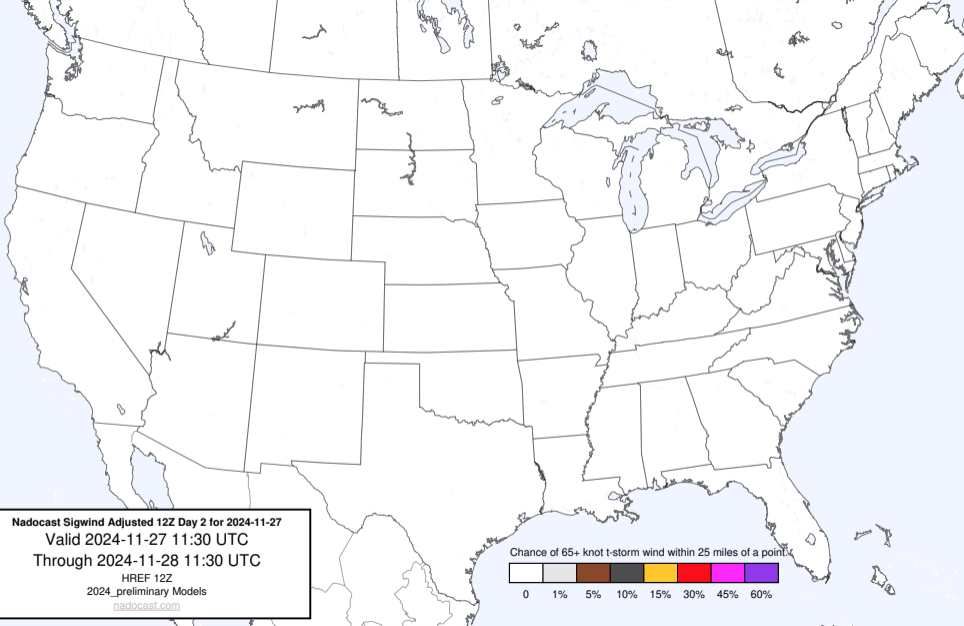 Nadocast Sigwind Adjusted 12Z Day 2 for 2024-11-27
Valid 2024-11-27 11:30 UTC
Through 2024-11-28 11:30 UTC
HREF 12Z
2024_preliminary Models
nadocast.com
Chance of 65+ knot t-storm wind within 25 miles of a point.
0 1% 5% 10% 15% 30% 45% 60%